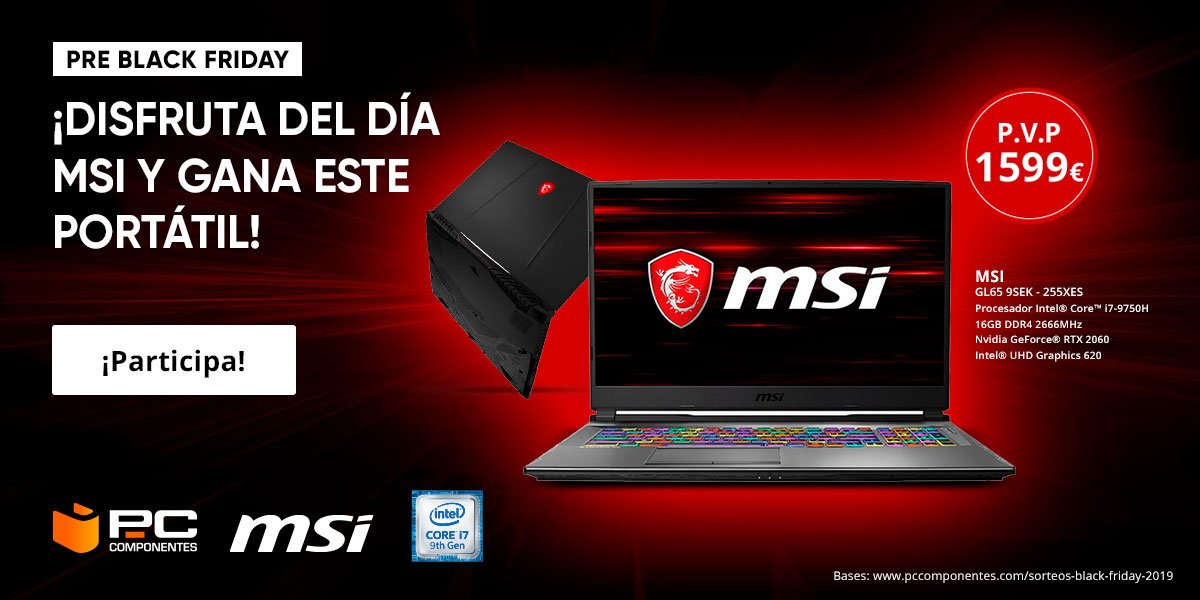 PRE BLACK FRIDAY
¡DISFRUTA DEL DÍA
MSI Y GANA ESTE
PORTÁTIL!
¡Participa!
P.V.P
1599€
msi
msi
MSI
GL65 9SEK - 255XES
Procesador Intel® Core™ i7-9750H
16GB DDR4 2666MHz
Nvidia GeForce® RTX 2060
Intel® UHD Graphics 620
PC
COMPONENTES
msi
intel
CORE i7
9th Gen
Bases: www.pccomponentes.com/sorteos-black-friday-2019